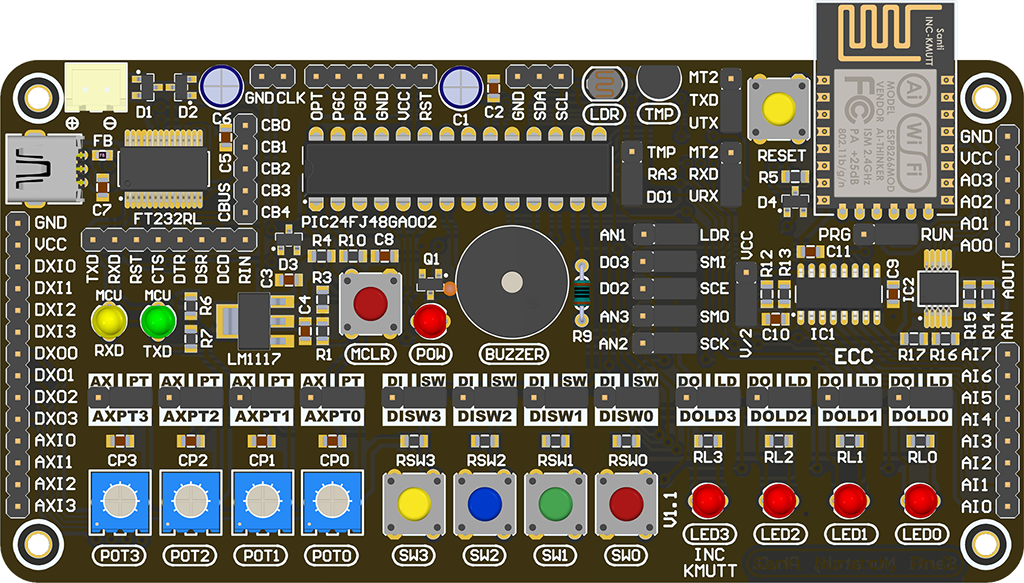 INC-KMUTT
Santi
D1
D2
C6
GND
CLK
OPT
PGC
PGD
GND
VCC
RST
C1
C2
GND
SDA
SCL
LDR
TMP
MT2
TXD
UTX
RESET
R5
D4
FC
MODEL
VENDOR
ESP8266MOD
AI-THINKER
ISM 2.4GHz
PA +25dB
802.11b/g/n
Ai
Wi Fi
FB
C7
FT232RL
C5
CBUS
CB0
CB1
CB2
CB3
CB4
PIC24FJ48GA002
TMP
RA3
DO1
MT2
RXD
URX
GND
VCC
AO3
AO2
AO1
AO0
AOUT
GND
VCC
DXI0
DXI1
DXI2
DXI3
DXO0
DXO1
DXO2
DXO3
AXI0
AXI1
AXI2
AXI3
TXD
RXD
RST
CTS
DTR
DSR
DCD
RIN
MCU
RXD
MCU
TXD
R6
R7
LM1117
C3
D3
R4
R10
C8
R3
C4
R1
MCLR
Q1
POW
BUZZER
R9
AN1
LDR
DO3
SMI
DO2
SCE
AN3
SMO
AN2
SCK
VCC
V/2
R12
R13
C11
C10
IC1
C9
PRG
RUN
IC2
R15
R14
R17
R16
ECC
AIN
AI7
AI6
AI5
AI4
AI3
AI2
AI1
AI0
AX PT
AXPT3
AX PT
AXPT2
AX PT
AXPT1
AX PT
AXPT0
DI SW
DISW3
DI SW
DISW2
DI SW
DISW1
DI SW
DISW0
DO LD
DOLD3
DO LD
DOLD2
DO LD
DOLD1
DO LD
DOLD0
CP3
CP2
CP1
CP0
RSW3
RSW2
RSW1
RSW0
RL3
RL2
RL1
RL0
POT3
POT2
POT1
POT0
SW3
SW2
SW1
SW0
V1.1
LED3
LED2
LED1
LED0
INC
KMUTT